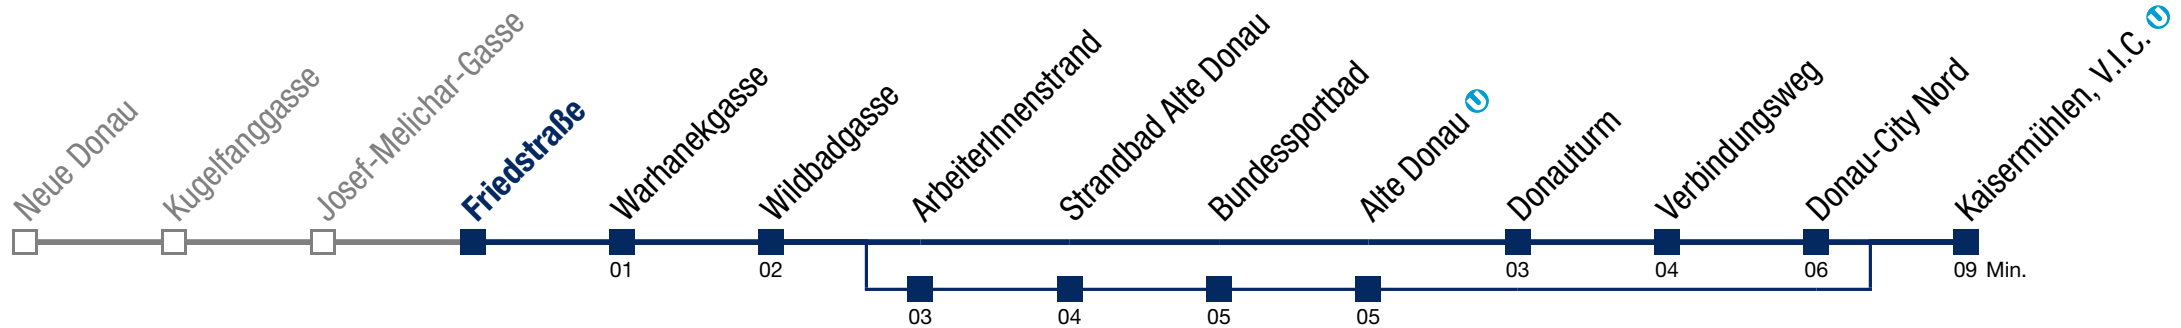 Neue Donau
Kugelfanggasse
Josef-Melichar-Gasse
Friedstraße
Warhanekgasse
Wildbadgasse
ArbeiterInnenstrand
Strandbad Alte Donau
Bundessportbad
Alte Donau U
Donauturm
Verbindungsweg
Donau-City Nord
Kaisermühlen, V.I.C. U
01
02
03
04
06
09 Min.
03
04
05
05